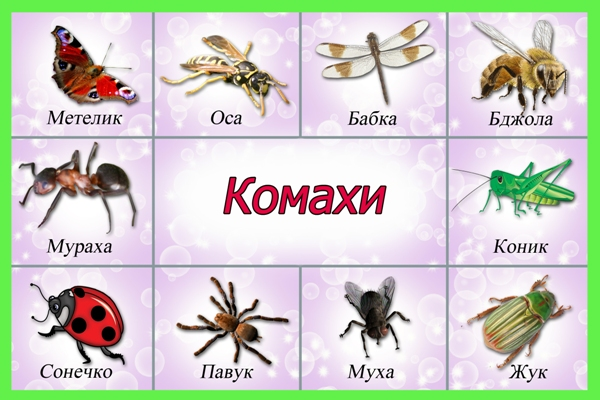 Метелик
Оса
Бабка
Бджола
Мураха
Комахи
Коник
Сонечко
Павук
Муха
Жук